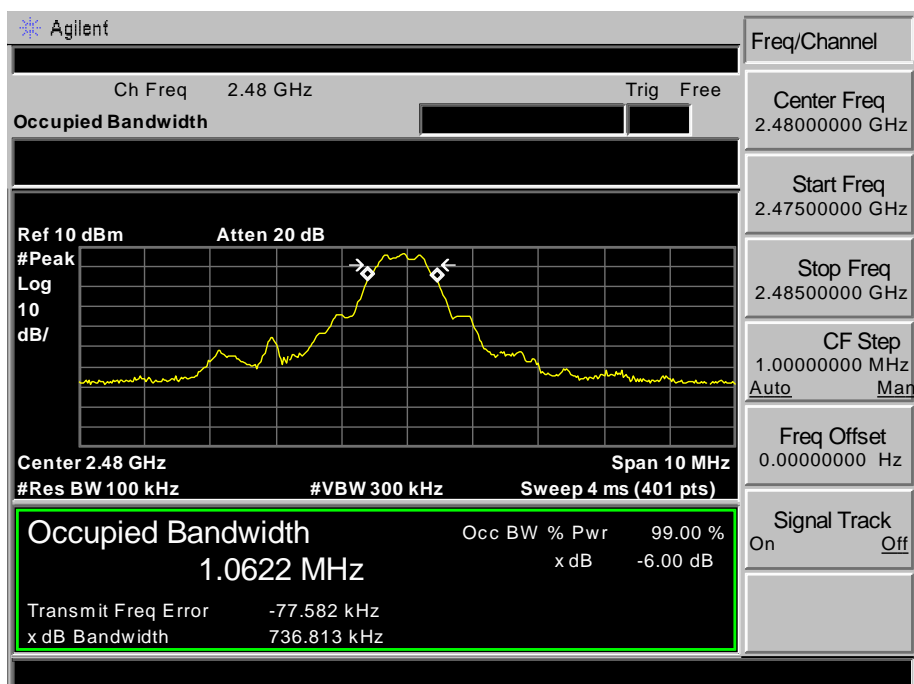 Agilent
Ch Freq 2.48 GHz Trig Free
Occupied Bandwidth
Ref 10 dBm Atten 20 dB
#Peak
Log
10
dB/
Center 2.48 GHz Span 10 MHz
#Res BW 100 kHz #VBW 300 kHz Sweep 4 ms (401 pts)
Occupied Bandwidth
1.0622 MHz
Occ BW % Pwr 99.00 %
x dB -6.00 dB
Transmit Freq Error -77.582 kHz
x dB Bandwidth 736.813 kHz
Freq/Channel
Center Freq
2.48000000 GHz
Start Freq
2.47500000 GHz
Stop Freq
2.48500000 GHz
CF Step
1.00000000 MHz
Auto Man
Freq Offset
0.00000000 Hz
Signal Track
On Off